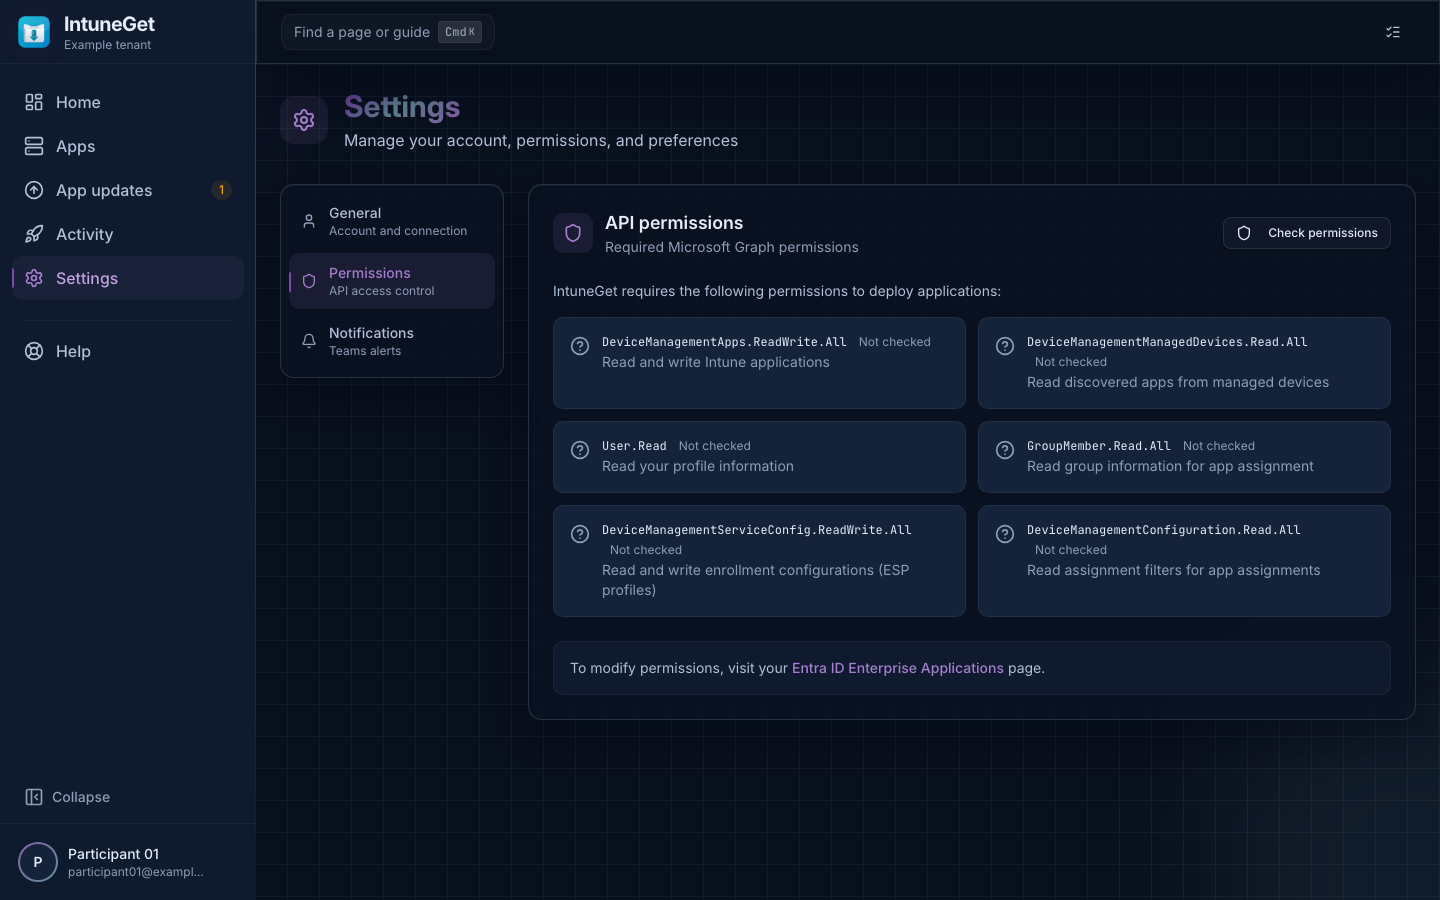 IntuneGet
Example tenant
Find a page or guide Cmd K
Home
Apps
App updates 1
Activity
Settings
Help
Collapse
P
Participant 01
participant01@exampl...
Settings
Manage your account, permissions, and preferences
General
Account and connection
Permissions
API access control
Notifications
Teams alerts
API permissions
Required Microsoft Graph permissions
Check permissions
IntuneGet requires the following permissions to deploy applications:
DeviceManagementApps.ReadWrite.All Not checked
Read and write Intune applications
DeviceManagementManagedDevices.Read.All
Not checked
Read discovered apps from managed devices
User.Read Not checked
Read your profile information
GroupMember.Read.All Not checked
Read group information for app assignment
DeviceManagementServiceConfig.ReadWrite.All
Not checked
Read and write enrollment configurations (ESP
profiles)
DeviceManagementConfiguration.Read.All
Not checked
Read assignment filters for app assignments
To modify permissions, visit your Entra ID Enterprise Applications page.